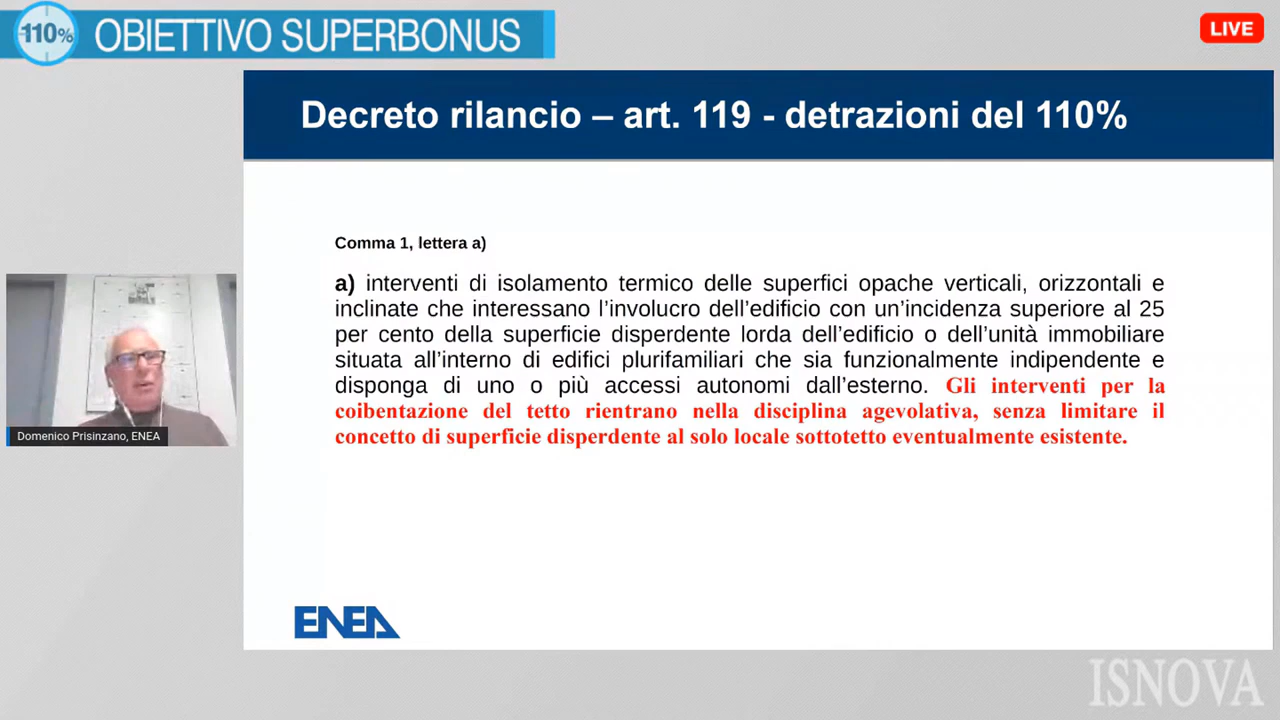 110%
OBIETTIVO SUPERBONUS
LIVE
Decreto rilancio – art. 119 - detrazioni del 110%
Comma 1, lettera a)
a) interventi di isolamento termico delle superfici opache verticali, orizzontali e
inclinate che interessano l’involucro dell’edificio con un’incidenza superiore al 25
per cento della superficie disperdente lorda dell’edificio o dell’unità immobiliare
situata all’interno di edifici plurifamiliari che sia funzionalmente indipendente e
disponga di uno o più accessi autonomi dall’esterno. Gli interventi per la
coibentazione del tetto rientrano nella disciplina agevolativa, senza limitare il
concetto di superficie disperdente al solo locale sottotetto eventualmente esistente.
Domenico Prisinzano, ENEA
ENEA
ISNOVA